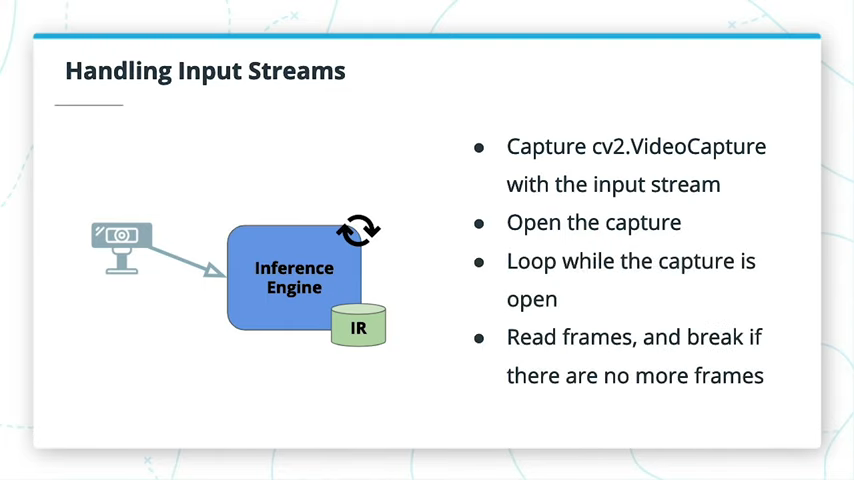 Handling Input Streams
Inference
Engine
IR
● Capture cv2.VideoCapture
with the input stream
● Open the capture
● Loop while the capture is
open
● Read frames, and break if
there are no more frames